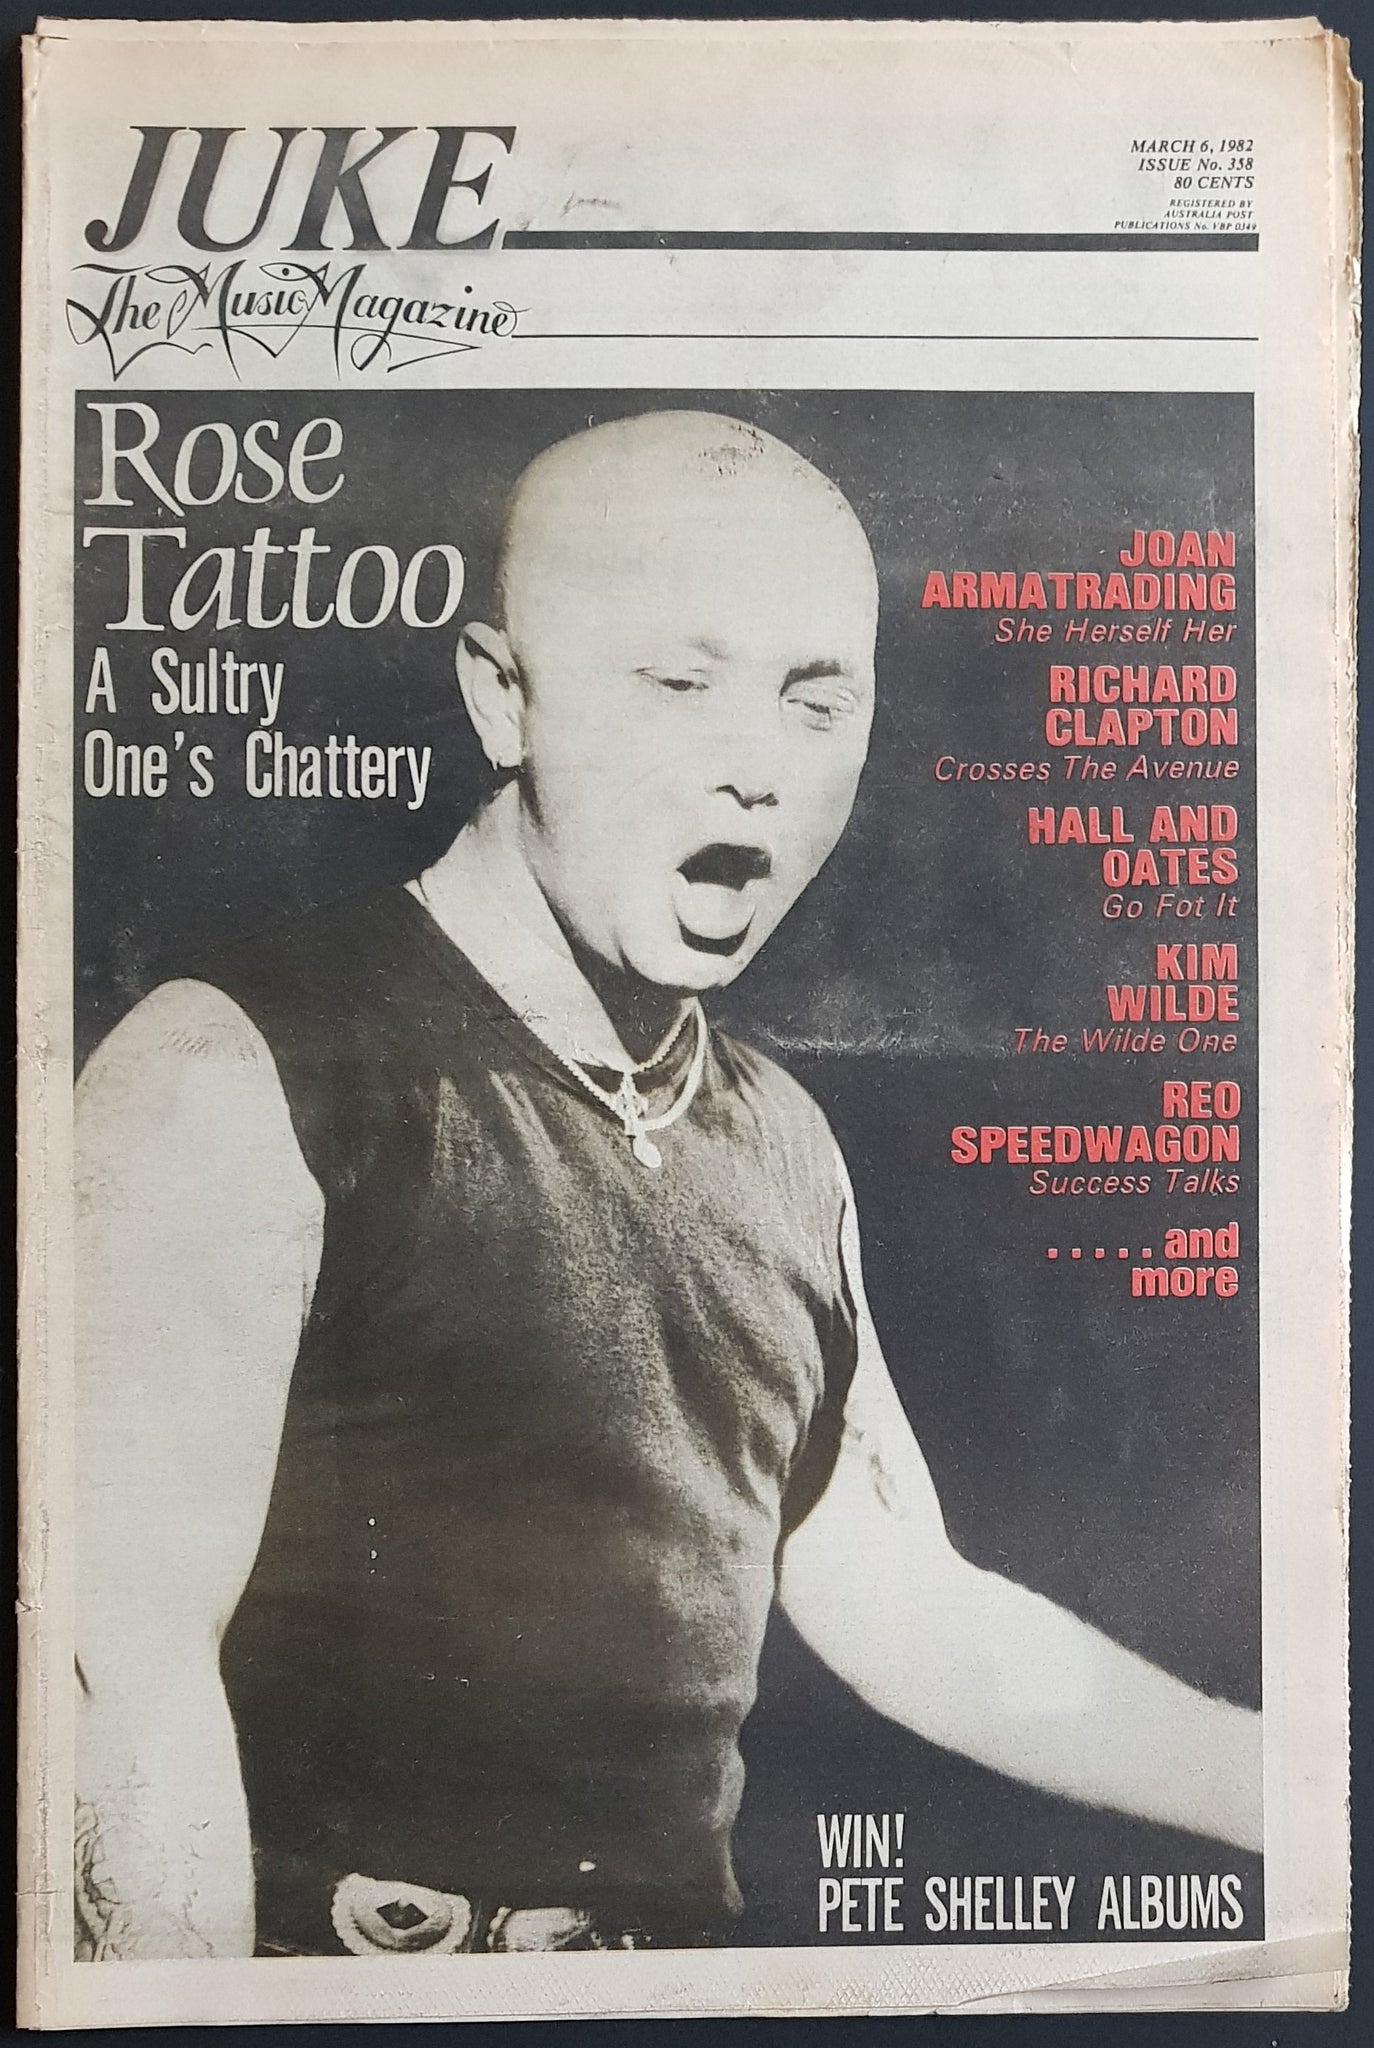 JUKE
The Music Magazine
MARCH 6, 1982
ISSUE No. 358
80 CENTS
REGISTERED BY
AUSTRALIA POST
PUBLICATIONS No. VBP 0349
Rose
Tattoo
A Sultry
One's Chattery
JOAN
ARMATRADING
She Herself Her
RICHARD
CLAPTON
Crosses The Avenue
HALL AND
OATES
Go Fot It
KIM
WILDE
The Wilde One
REO
SPEEDWAGON
Success Talks
.....and
more
WIN!
PETE SHELLEY ALBUMS